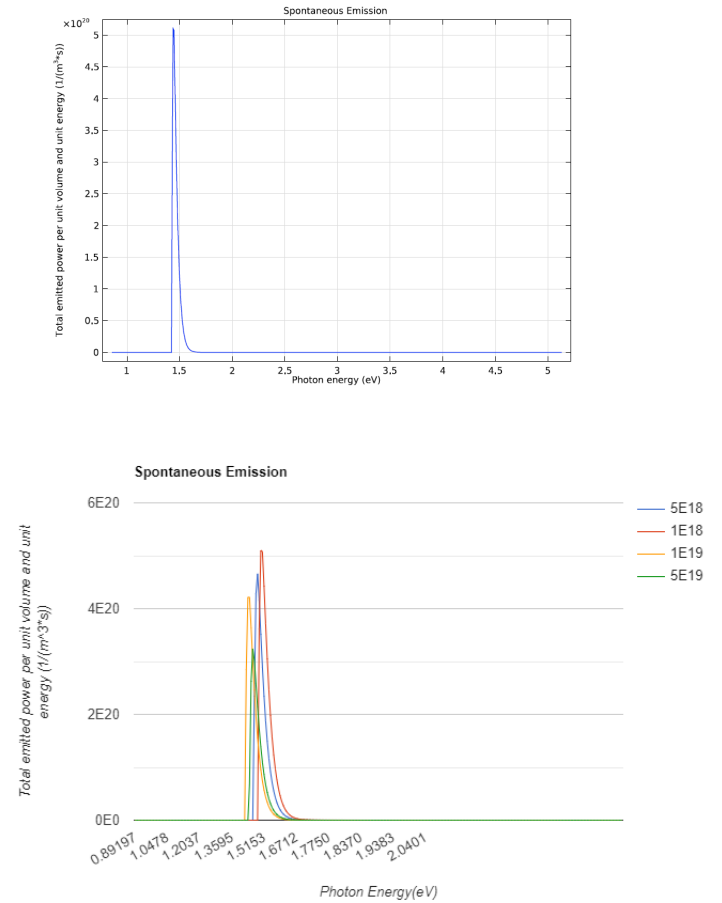 Spontaneous Emission
×10²⁰
Total emitted power per unit volume and unit energy (1/(m³*s))
5
4.5
4
3.5
3
2.5
2
1.5
1
0.5
0
1 1.5 2 2.5 3 3.5 4 4.5 5
Photon energy (eV)
Spontaneous Emission
Total emitted power per unit volume and unit
energy (1/(m^3*s))
6E20
4E20
2E20
0E0
5E18
1E18
1E19
5E19
0.89197 1.0478 1.2037 1.3595 1.5153 1.6712 1.7750 1.8370 1.9383 2.0401
Photon Energy(eV)